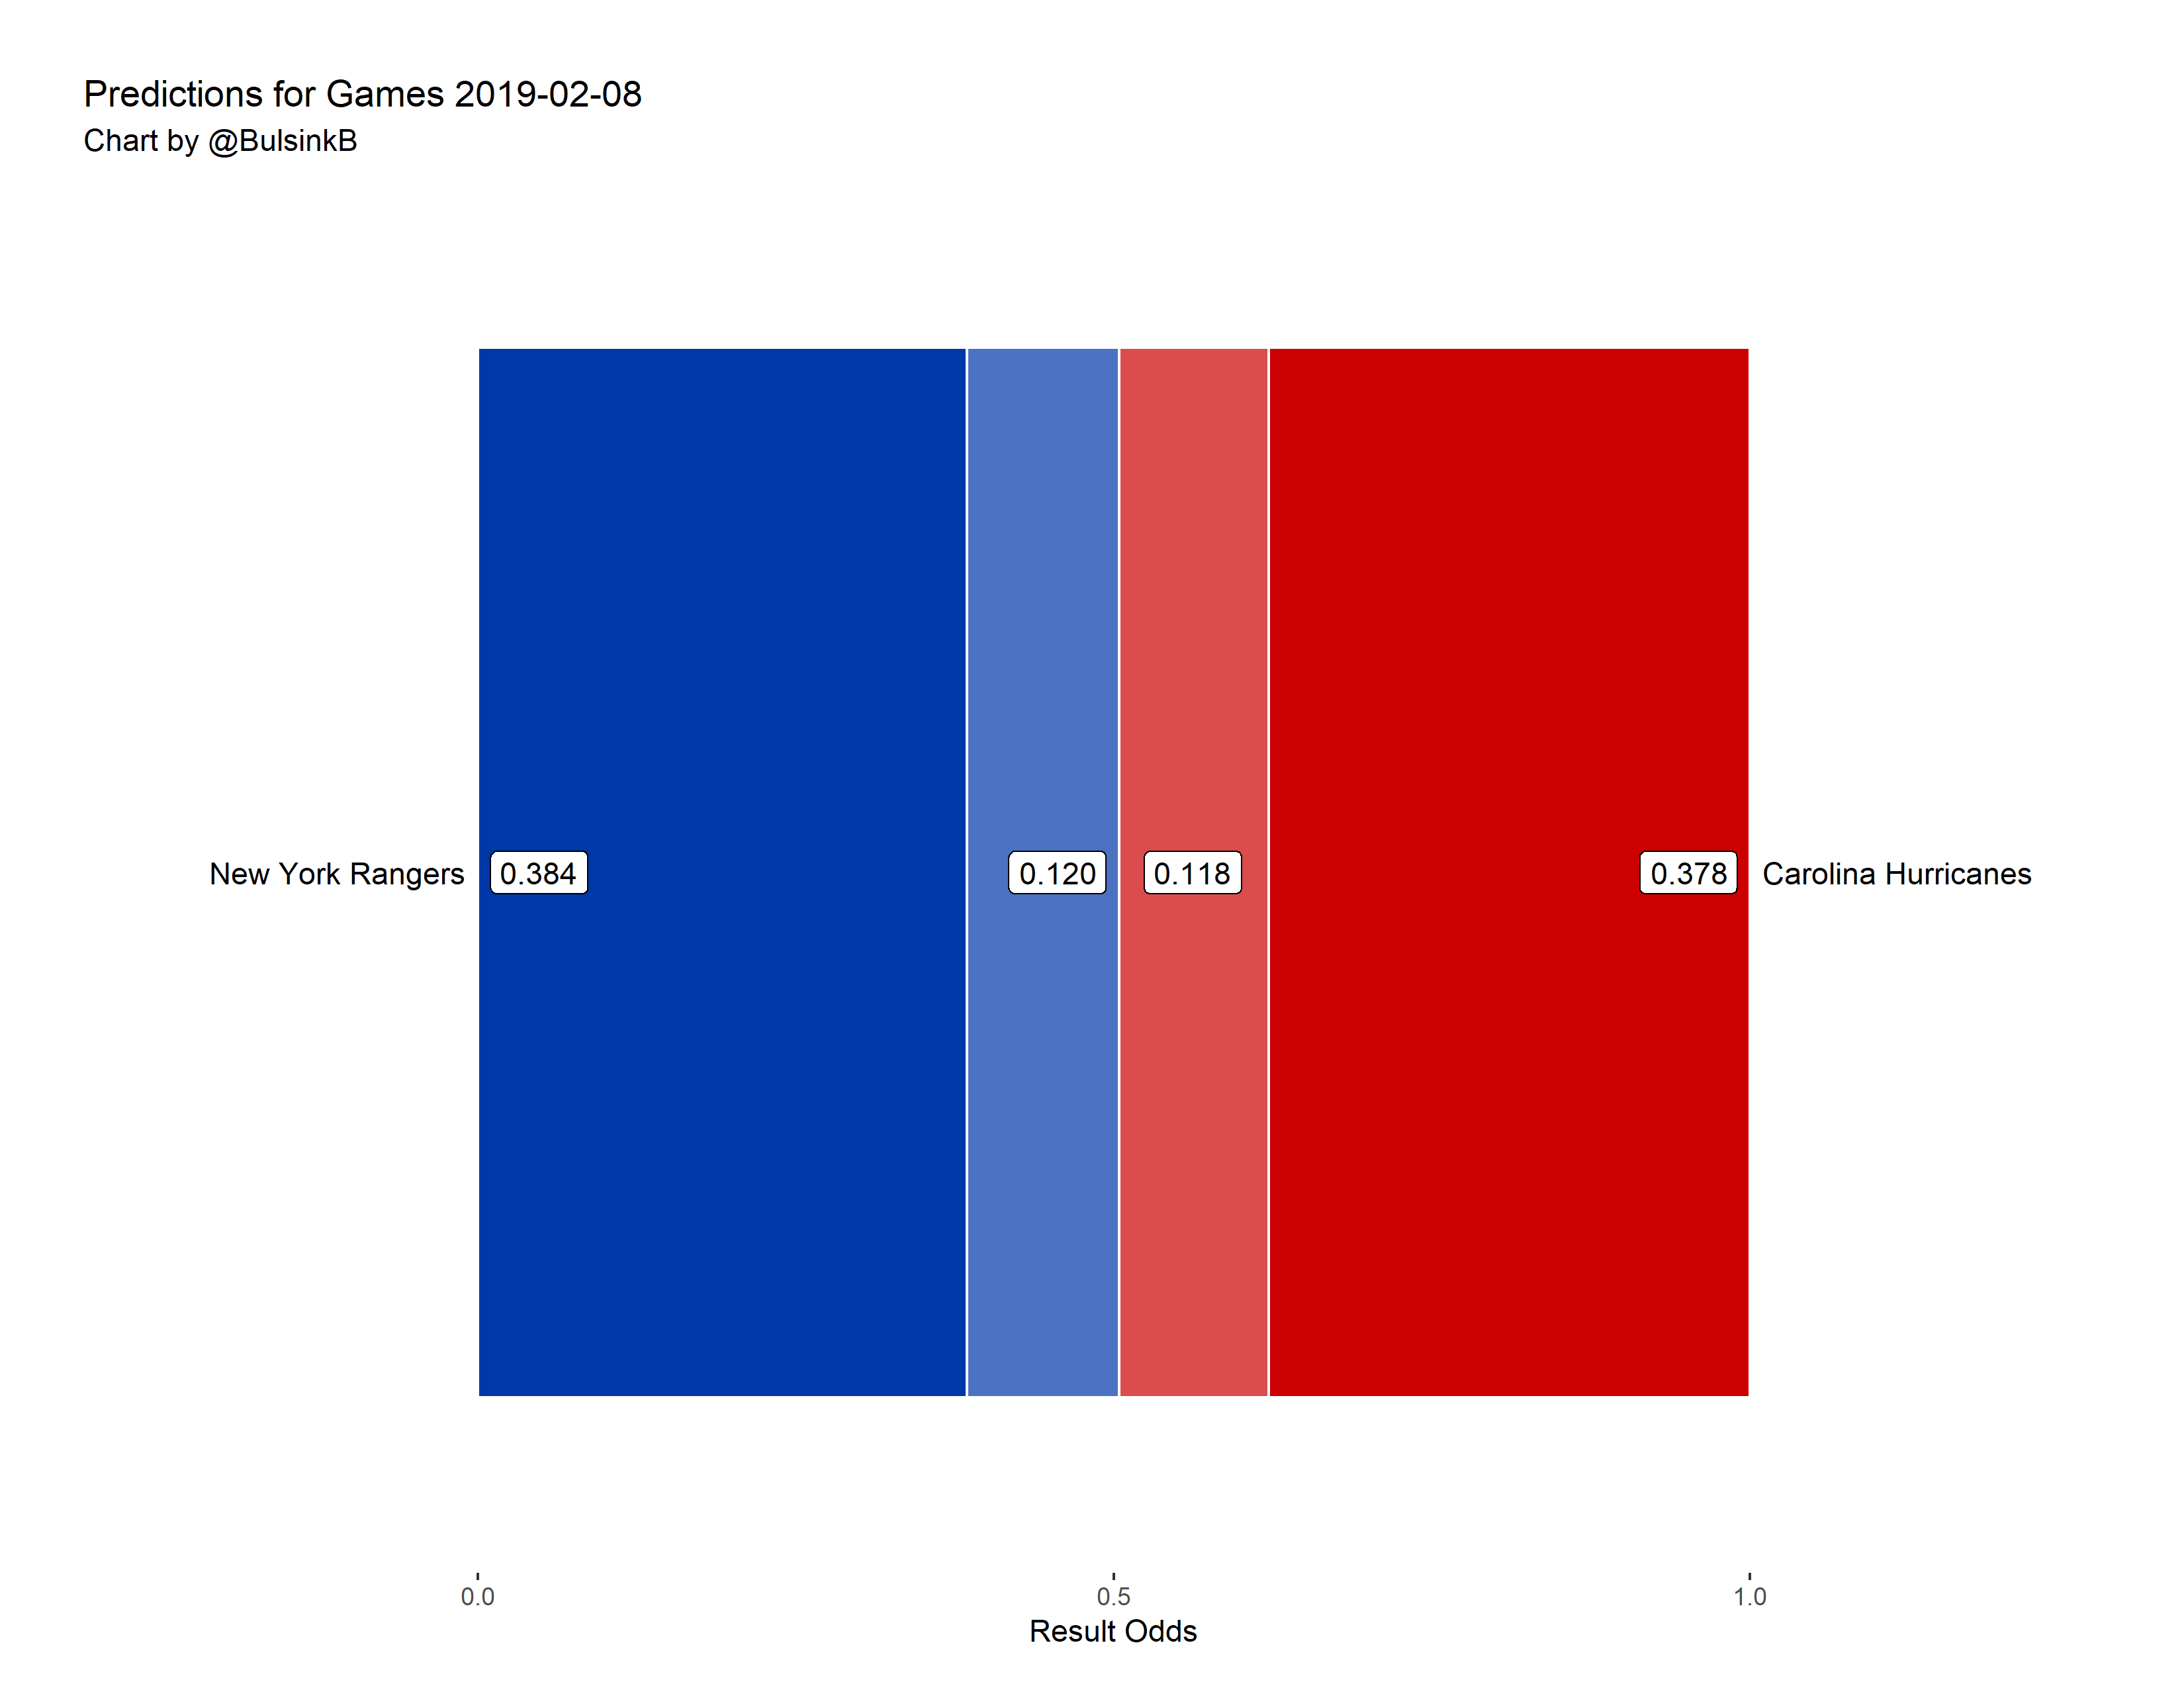 Predictions for Games 2019-02-08
Chart by @BulsinkB
New York Rangers 0.384 0.120 0.118 0.378 Carolina Hurricanes
0.0 0.5 1.0
Result Odds